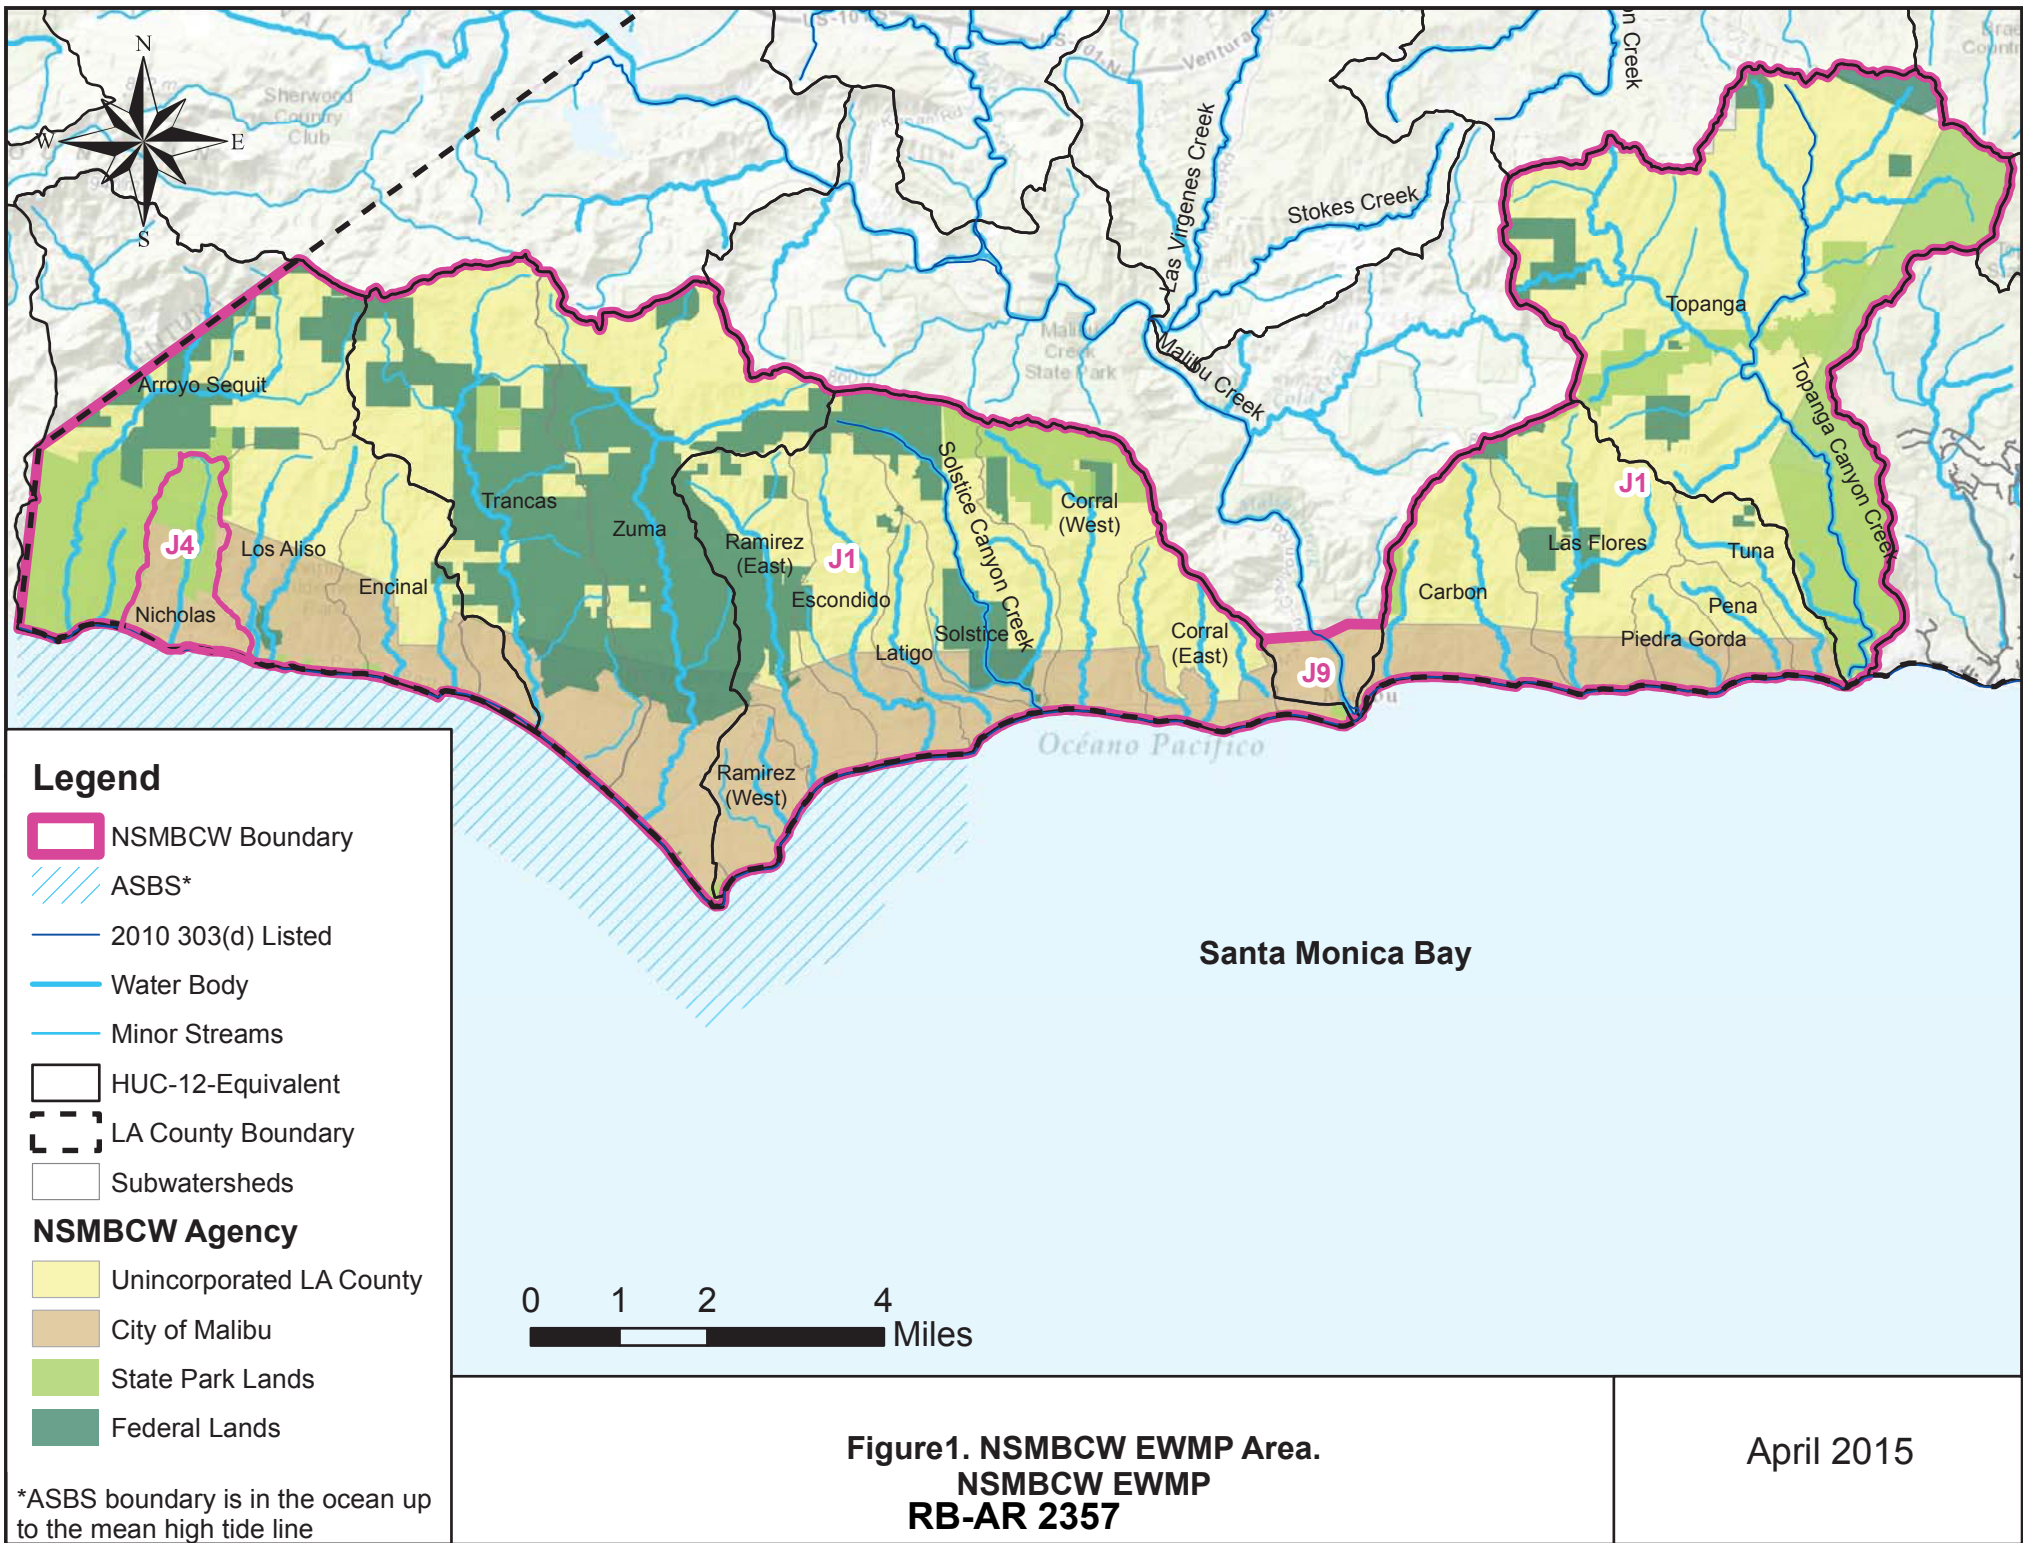 N
W
E
S
Sherwood
Country
Club
US-101
Ventura
Las Virgenes Creek
Stokes Creek
Malibu Creek
Malibu
Creek
State Park
Topanga
Topanga Canyon Creek
Arroyo Sequit
J4
Los Aliso
Nicholas
Encinal
Trancas
Zuma
Ramirez
(East)
J1
Escondido
Latigo
Solstice
Solstice Canyon Creek
Corral
(West)
Corral
(East)
J9
Ramirez
(West)
J1
Las Flores
Carbon
Tuna
Pena
Piedra Gorda
Océano Pacífico
Santa Monica Bay
Legend
NSMBCW Boundary
ASBS*
2010 303(d) Listed
Water Body
Minor Streams
HUC-12-Equivalent
LA County Boundary
Subwatersheds
NSMBCW Agency
Unincorporated LA County
City of Malibu
State Park Lands
Federal Lands
*ASBS boundary is in the ocean up
to the mean high tide line
0 1 2 4
Miles
Figure1. NSMBCW EWMP Area.
NSMBCW EWMP
RB-AR 2357
April 2015